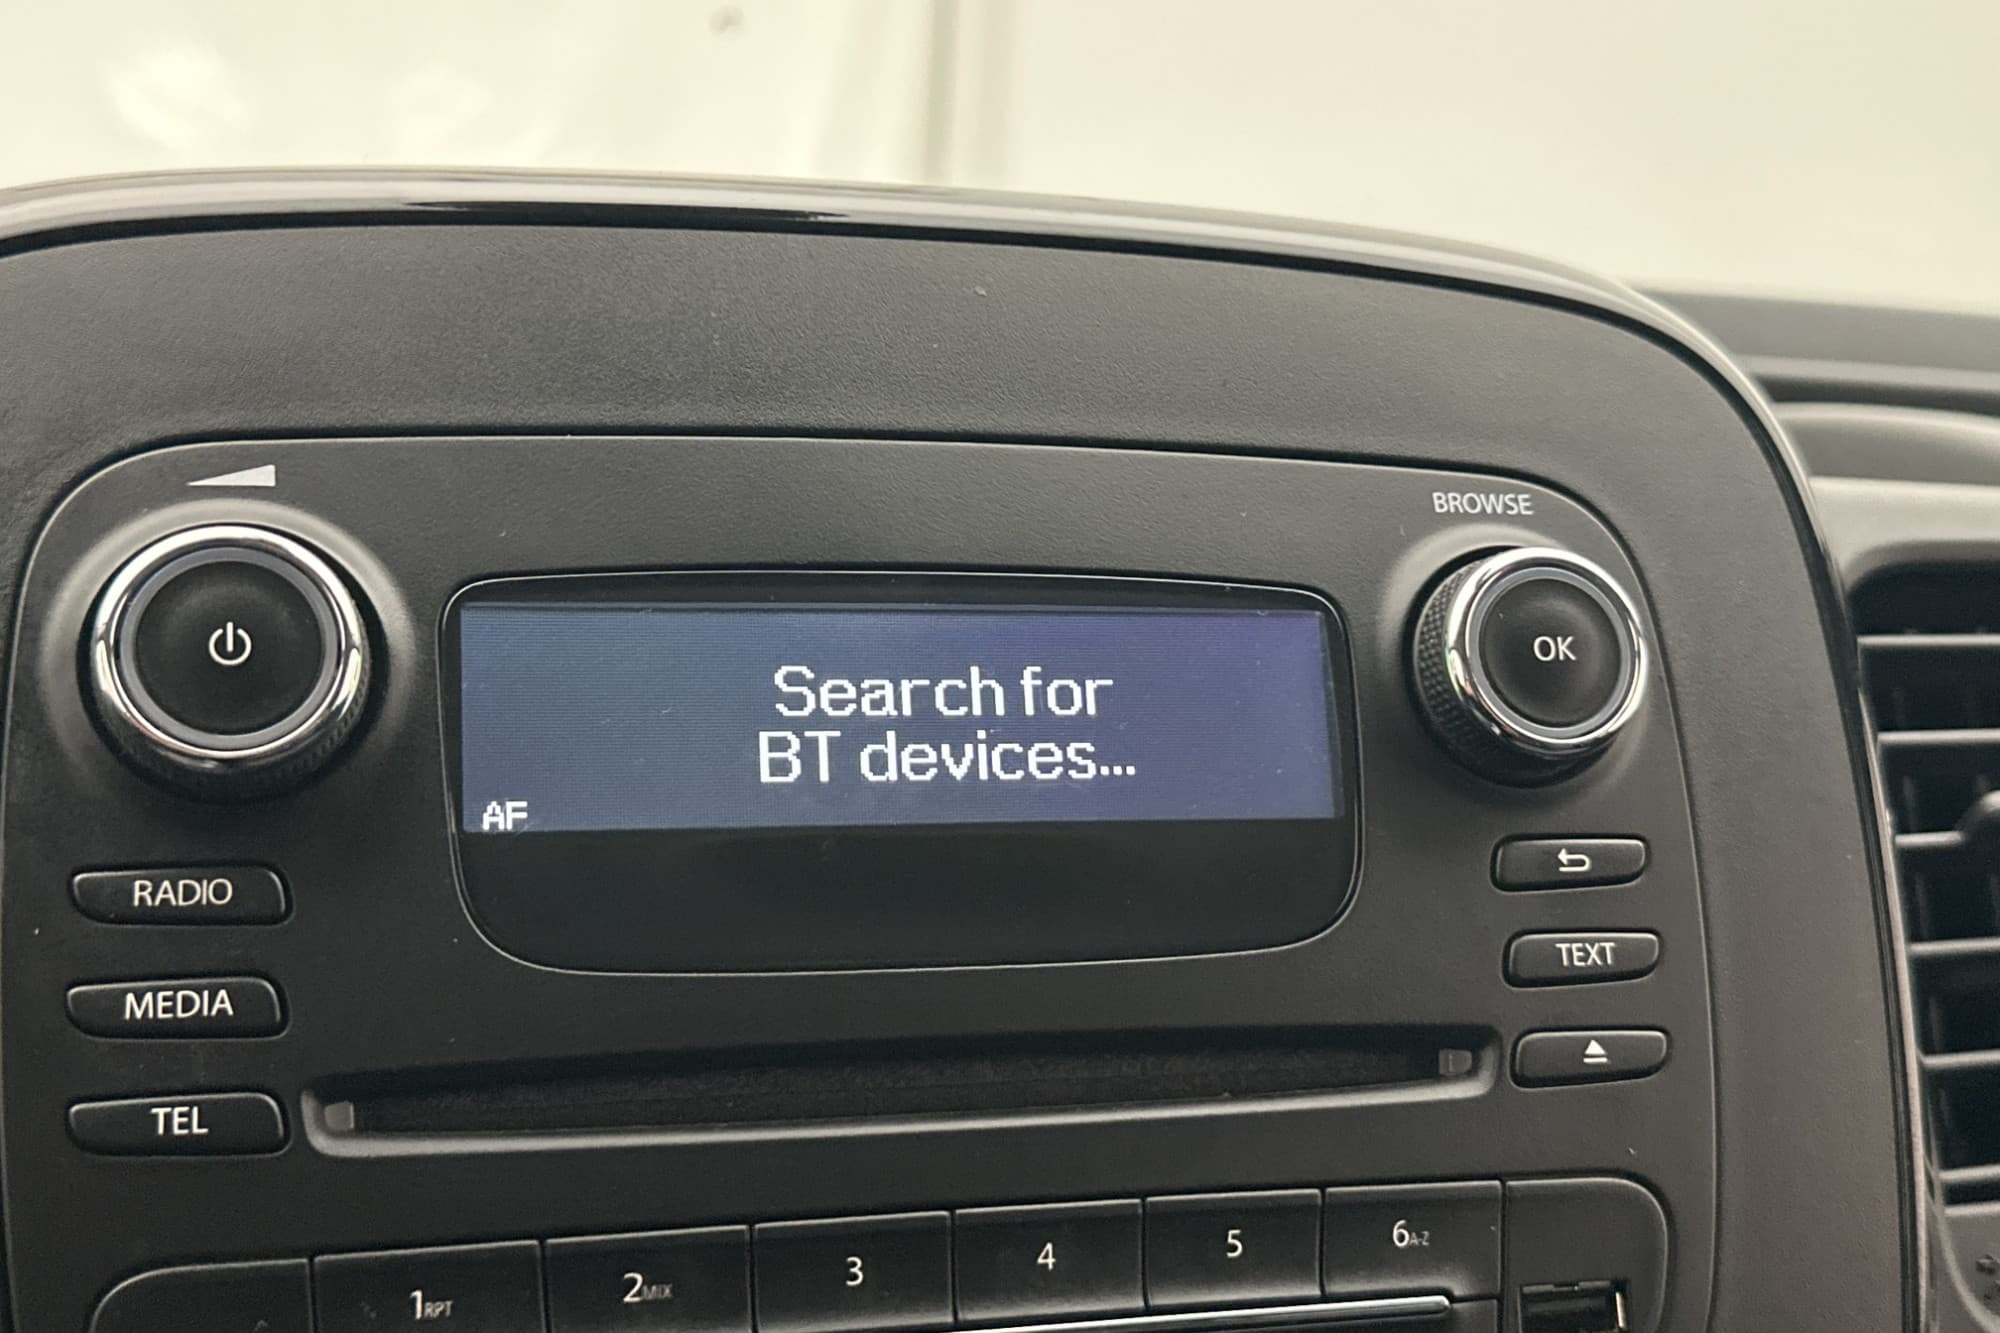 BROWSE
OK
Search for
BT devices...
AF
RADIO
MEDIA
TEL
TEXT
1RPT
2MIX
3
4
5
6A-Z